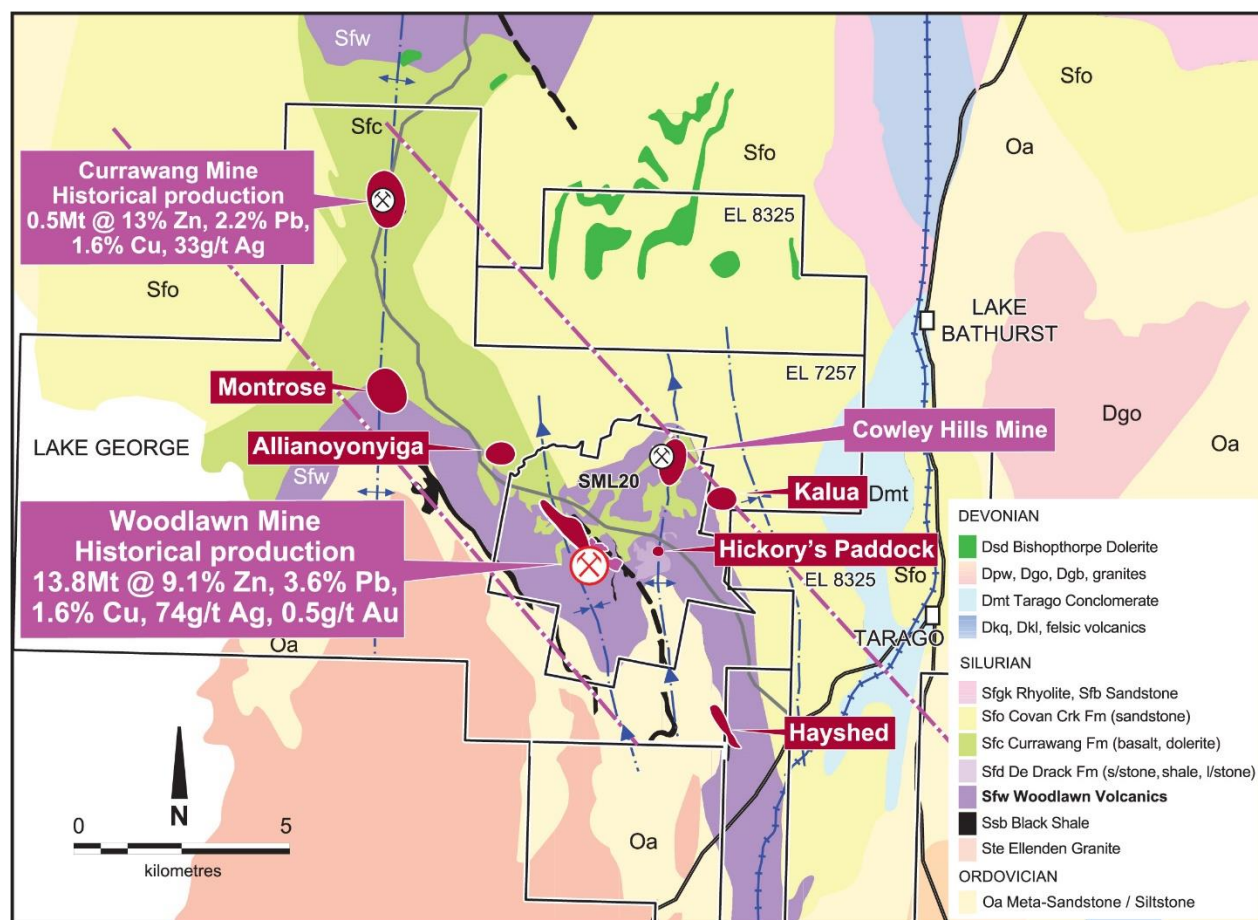 Sfw
Sfo
Sfc
Sfo
Oa
Currawang Mine
Historical production
0.5Mt @ 13% Zn, 2.2% Pb,
1.6% Cu, 33g/t Ag
EL 8325
Sfo
LAKE
BATHURST
EL 7257
Montrose
Dgo
Oa
Cowley Hills Mine
LAKE GEORGE
Allianoyonyiga
Sfw
SML20
Kalua
Dmt
Woodlawn Mine
Historical production
13.8Mt @ 9.1% Zn, 3.6% Pb,
1.6% Cu, 74g/t Ag, 0.5g/t Au
Hickory's Paddock
EL 8325
Sfo
TARAGO
Oa
Hayshed
N
0 5
kilometres
Oa
DEVONIAN
Dsd Bishopthorpe Dolerite
Dpw, Dgo, Dgb, granites
Dmt Tarago Conclomerate
Dkq, Dkl, felsic volcanics
SILURIAN
Sfgk Rhyolite, Sfb Sandstone
Sfo Covan Crk Fm (sandstone)
Sfc Currawang Fm (basalt, dolerite)
Sfd De Drack Fm (s/stone, shale, l/stone)
Sfw Woodlawn Volcanics
Ssb Black Shale
Ste Ellenden Granite
ORDOVICIAN
Oa Meta-Sandstone / Siltstone